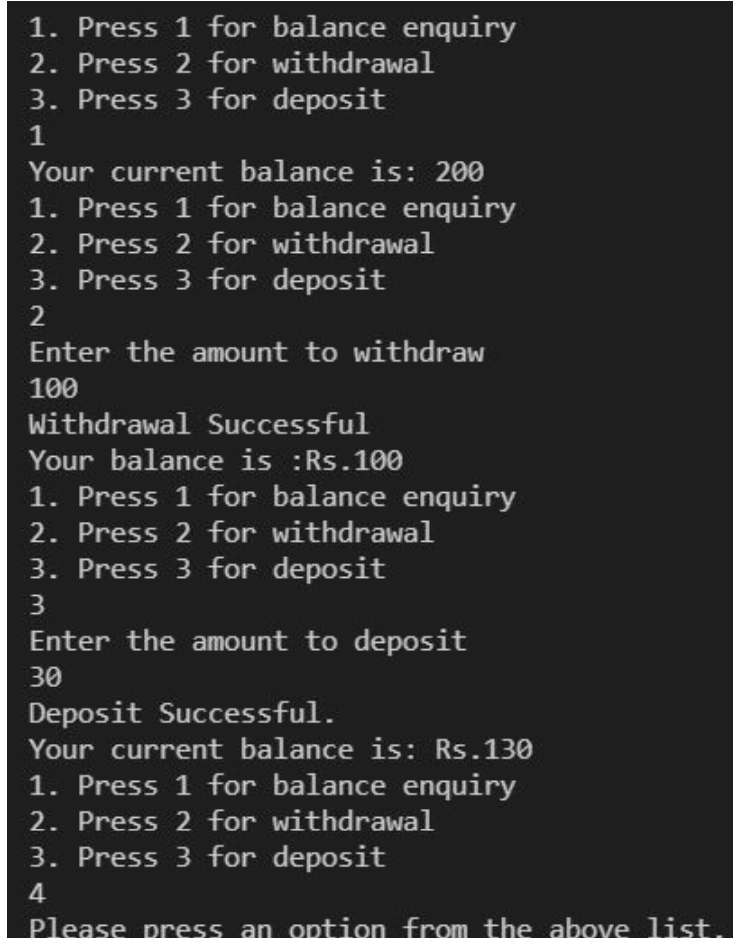 1. Press 1 for balance enquiry
2. Press 2 for withdrawal
3. Press 3 for deposit
1
Your current balance is: 200
1. Press 1 for balance enquiry
2. Press 2 for withdrawal
3. Press 3 for deposit
2
Enter the amount to withdraw
100
Withdrawal Successful
Your balance is :Rs.100
1. Press 1 for balance enquiry
2. Press 2 for withdrawal
3. Press 3 for deposit
3
Enter the amount to deposit
30
Deposit Successful.
Your current balance is: Rs.130
1. Press 1 for balance enquiry
2. Press 2 for withdrawal
3. Press 3 for deposit
4
Please press an option from the above list.